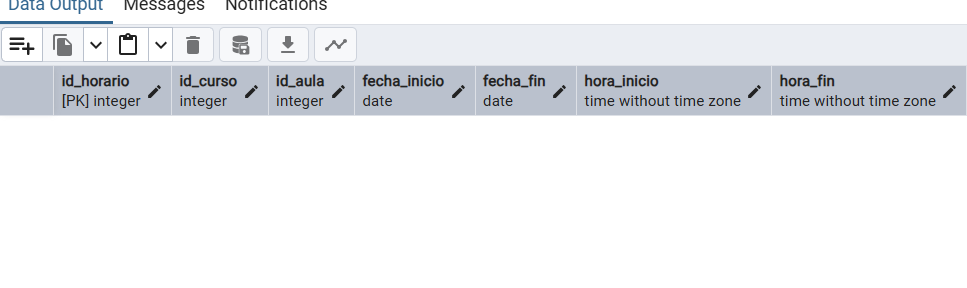 Data Output Messages Notifications
id_horario id_curso id_aula fecha_inicio fecha_fin hora_inicio hora_fin
[PK] integer integer integer date date time without time zone time without time zone